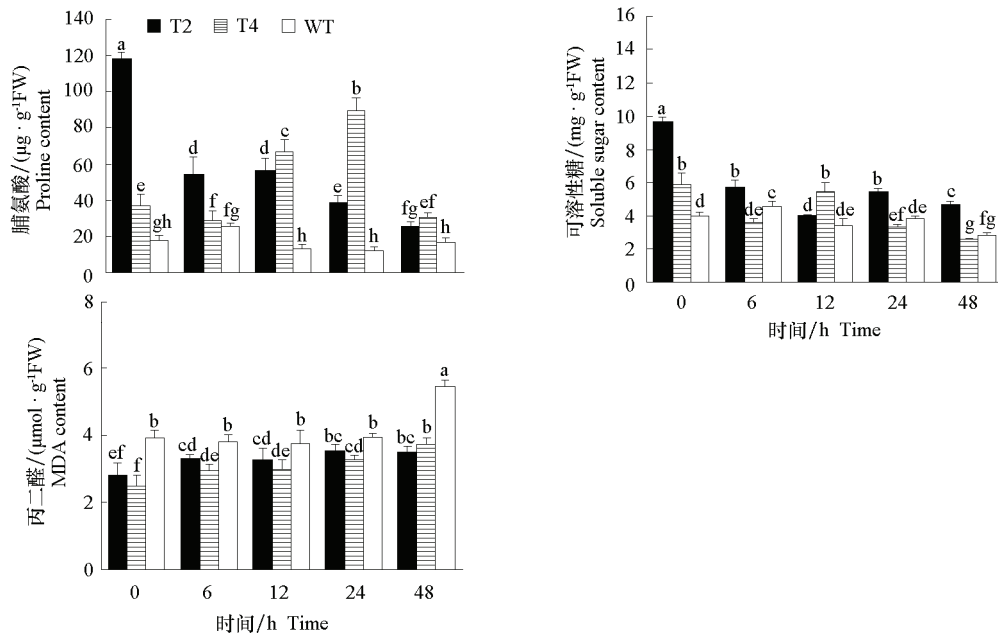 脯氨酸/(μg · g-1FW)
Proline content
140
120
100
80
60
40
20
0
T2 T4 WT
a e gh
d f fg
d c h
e b h
fg ef h
可溶性糖/(mg · g-1FW)
Soluble sugar content
16
14
12
10
8
6
4
2
0
a b d
b de c
d b de
b ef de
c g fg
0 6 12 24 48
时间/h Time
丙二醛/(μmol · g-1FW)
MDA content
8
6
4
2
0
ef f b
cd de b
cd de b
bc cd b
bc b a
0 6 12 24 48
时间/h Time